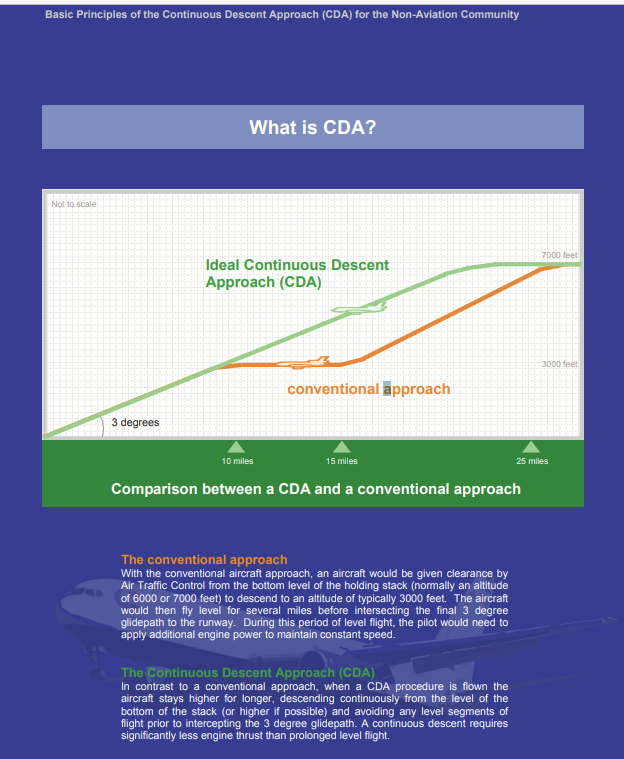 Basic Principles of the Continuous Descent Approach (CDA) for the Non-Aviation Community
What is CDA?
Not to scale
7000 feet
Ideal Continuous Descent
Approach (CDA)
3000 feet
conventional approach
3 degrees
10 miles
15 miles
25 miles
Comparison between a CDA and a conventional approach
The conventional approach
With the conventional aircraft approach, an aircraft would be given clearance by
Air Traffic Control from the bottom level of the holding stack (normally an altitude
of 6000 or 7000 feet) to descend to an altitude of typically 3000 feet. The aircraft
would then fly level for several miles before intersecting the final 3 degree
glidepath to the runway. During this period of level flight, the pilot would need to
apply additional engine power to maintain constant speed.
The Continuous Descent Approach (CDA)
In contrast to a conventional approach, when a CDA procedure is flown the
aircraft stays higher for longer, descending continuously from the level of the
bottom of the stack (or higher if possible) and avoiding any level segments of
flight prior to intercepting the 3 degree glidepath. A continuous descent requires
significantly less engine thrust than prolonged level flight.